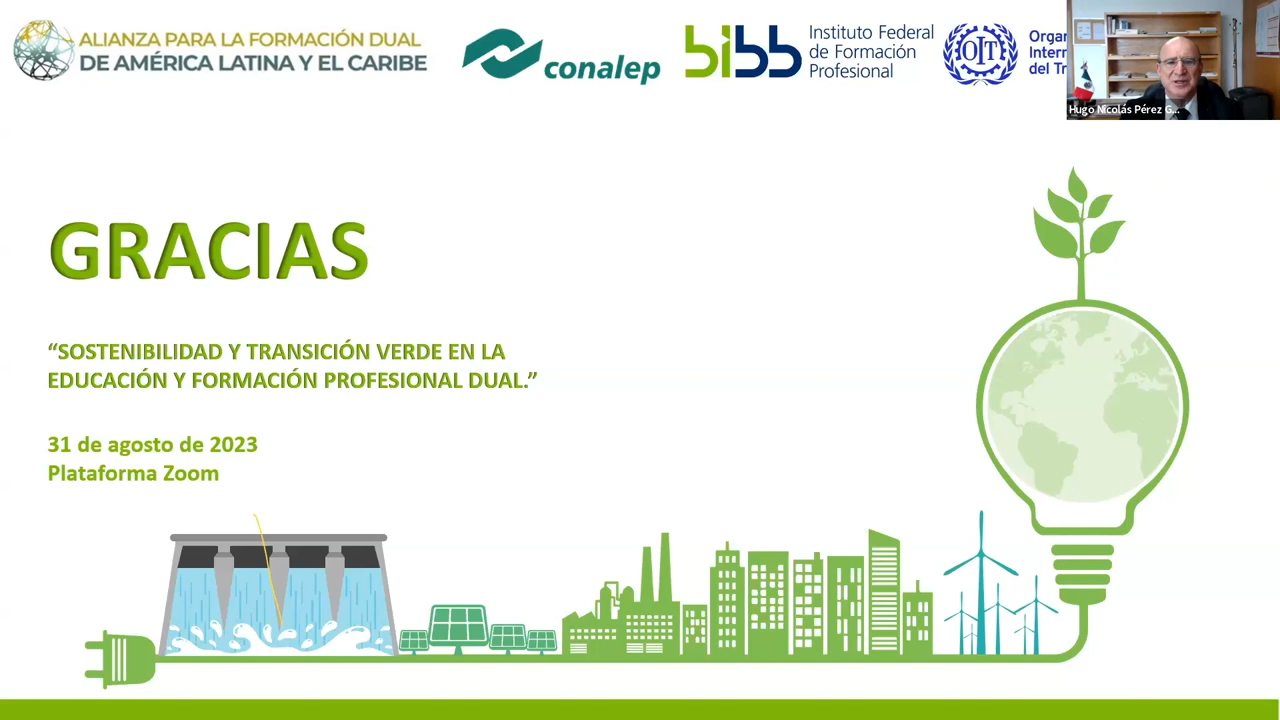 ALIANZA PARA LA FORMACIÓN DUAL
DE AMÉRICA LATINA Y EL CARIBE
conalep
bibb
Instituto Federal
de Formación
Profesional
OIT
Hugo Nicolás Pérez G...
GRACIAS
“SOSTENIBILIDAD Y TRANSICIÓN VERDE EN LA
EDUCACIÓN Y FORMACIÓN PROFESIONAL DUAL.”
31 de agosto de 2023
Plataforma Zoom